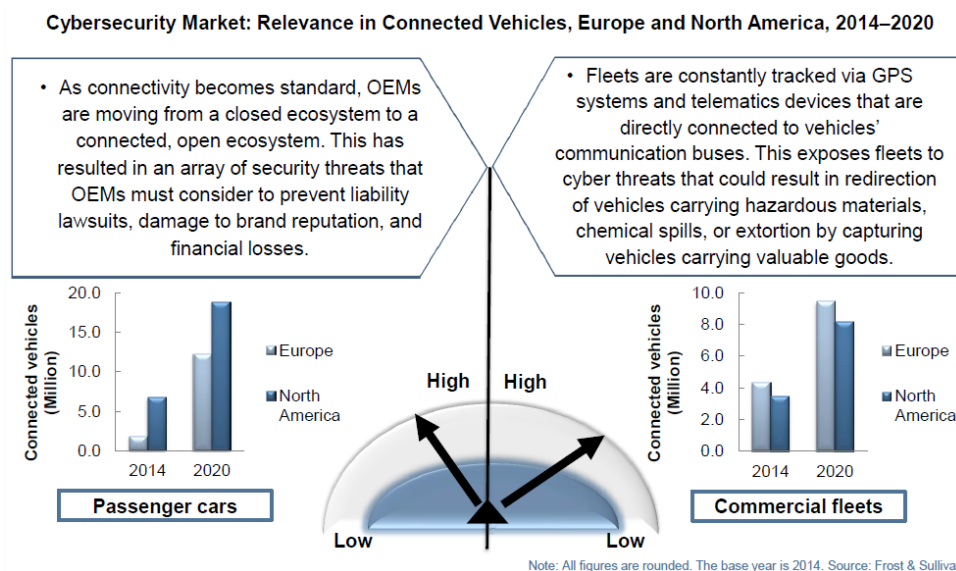 Cybersecurity Market: Relevance in Connected Vehicles, Europe and North America, 2014–2020
• As connectivity becomes standard, OEMs
are moving from a closed ecosystem to a
connected, open ecosystem. This has
resulted in an array of security threats that
OEMs must consider to prevent liability
lawsuits, damage to brand reputation, and
financial losses.
• Fleets are constantly tracked via GPS
systems and telematics devices that are
directly connected to vehicles’
communication buses. This exposes fleets to
cyber threats that could result in redirection
of vehicles carrying hazardous materials,
chemical spills, or extortion by capturing
vehicles carrying valuable goods.
Connected vehicles
(Million)
20.0
15.0
10.0
5.0
0.0
2014 2020
Europe
North
America
Passenger cars
High High
Low Low
Connected vehicles
(Million)
10.0
8.0
6.0
4.0
2.0
0.0
2014 2020
Europe
North
America
Commercial fleets
Note: All figures are rounded. The base year is 2014. Source: Frost & Sulliva